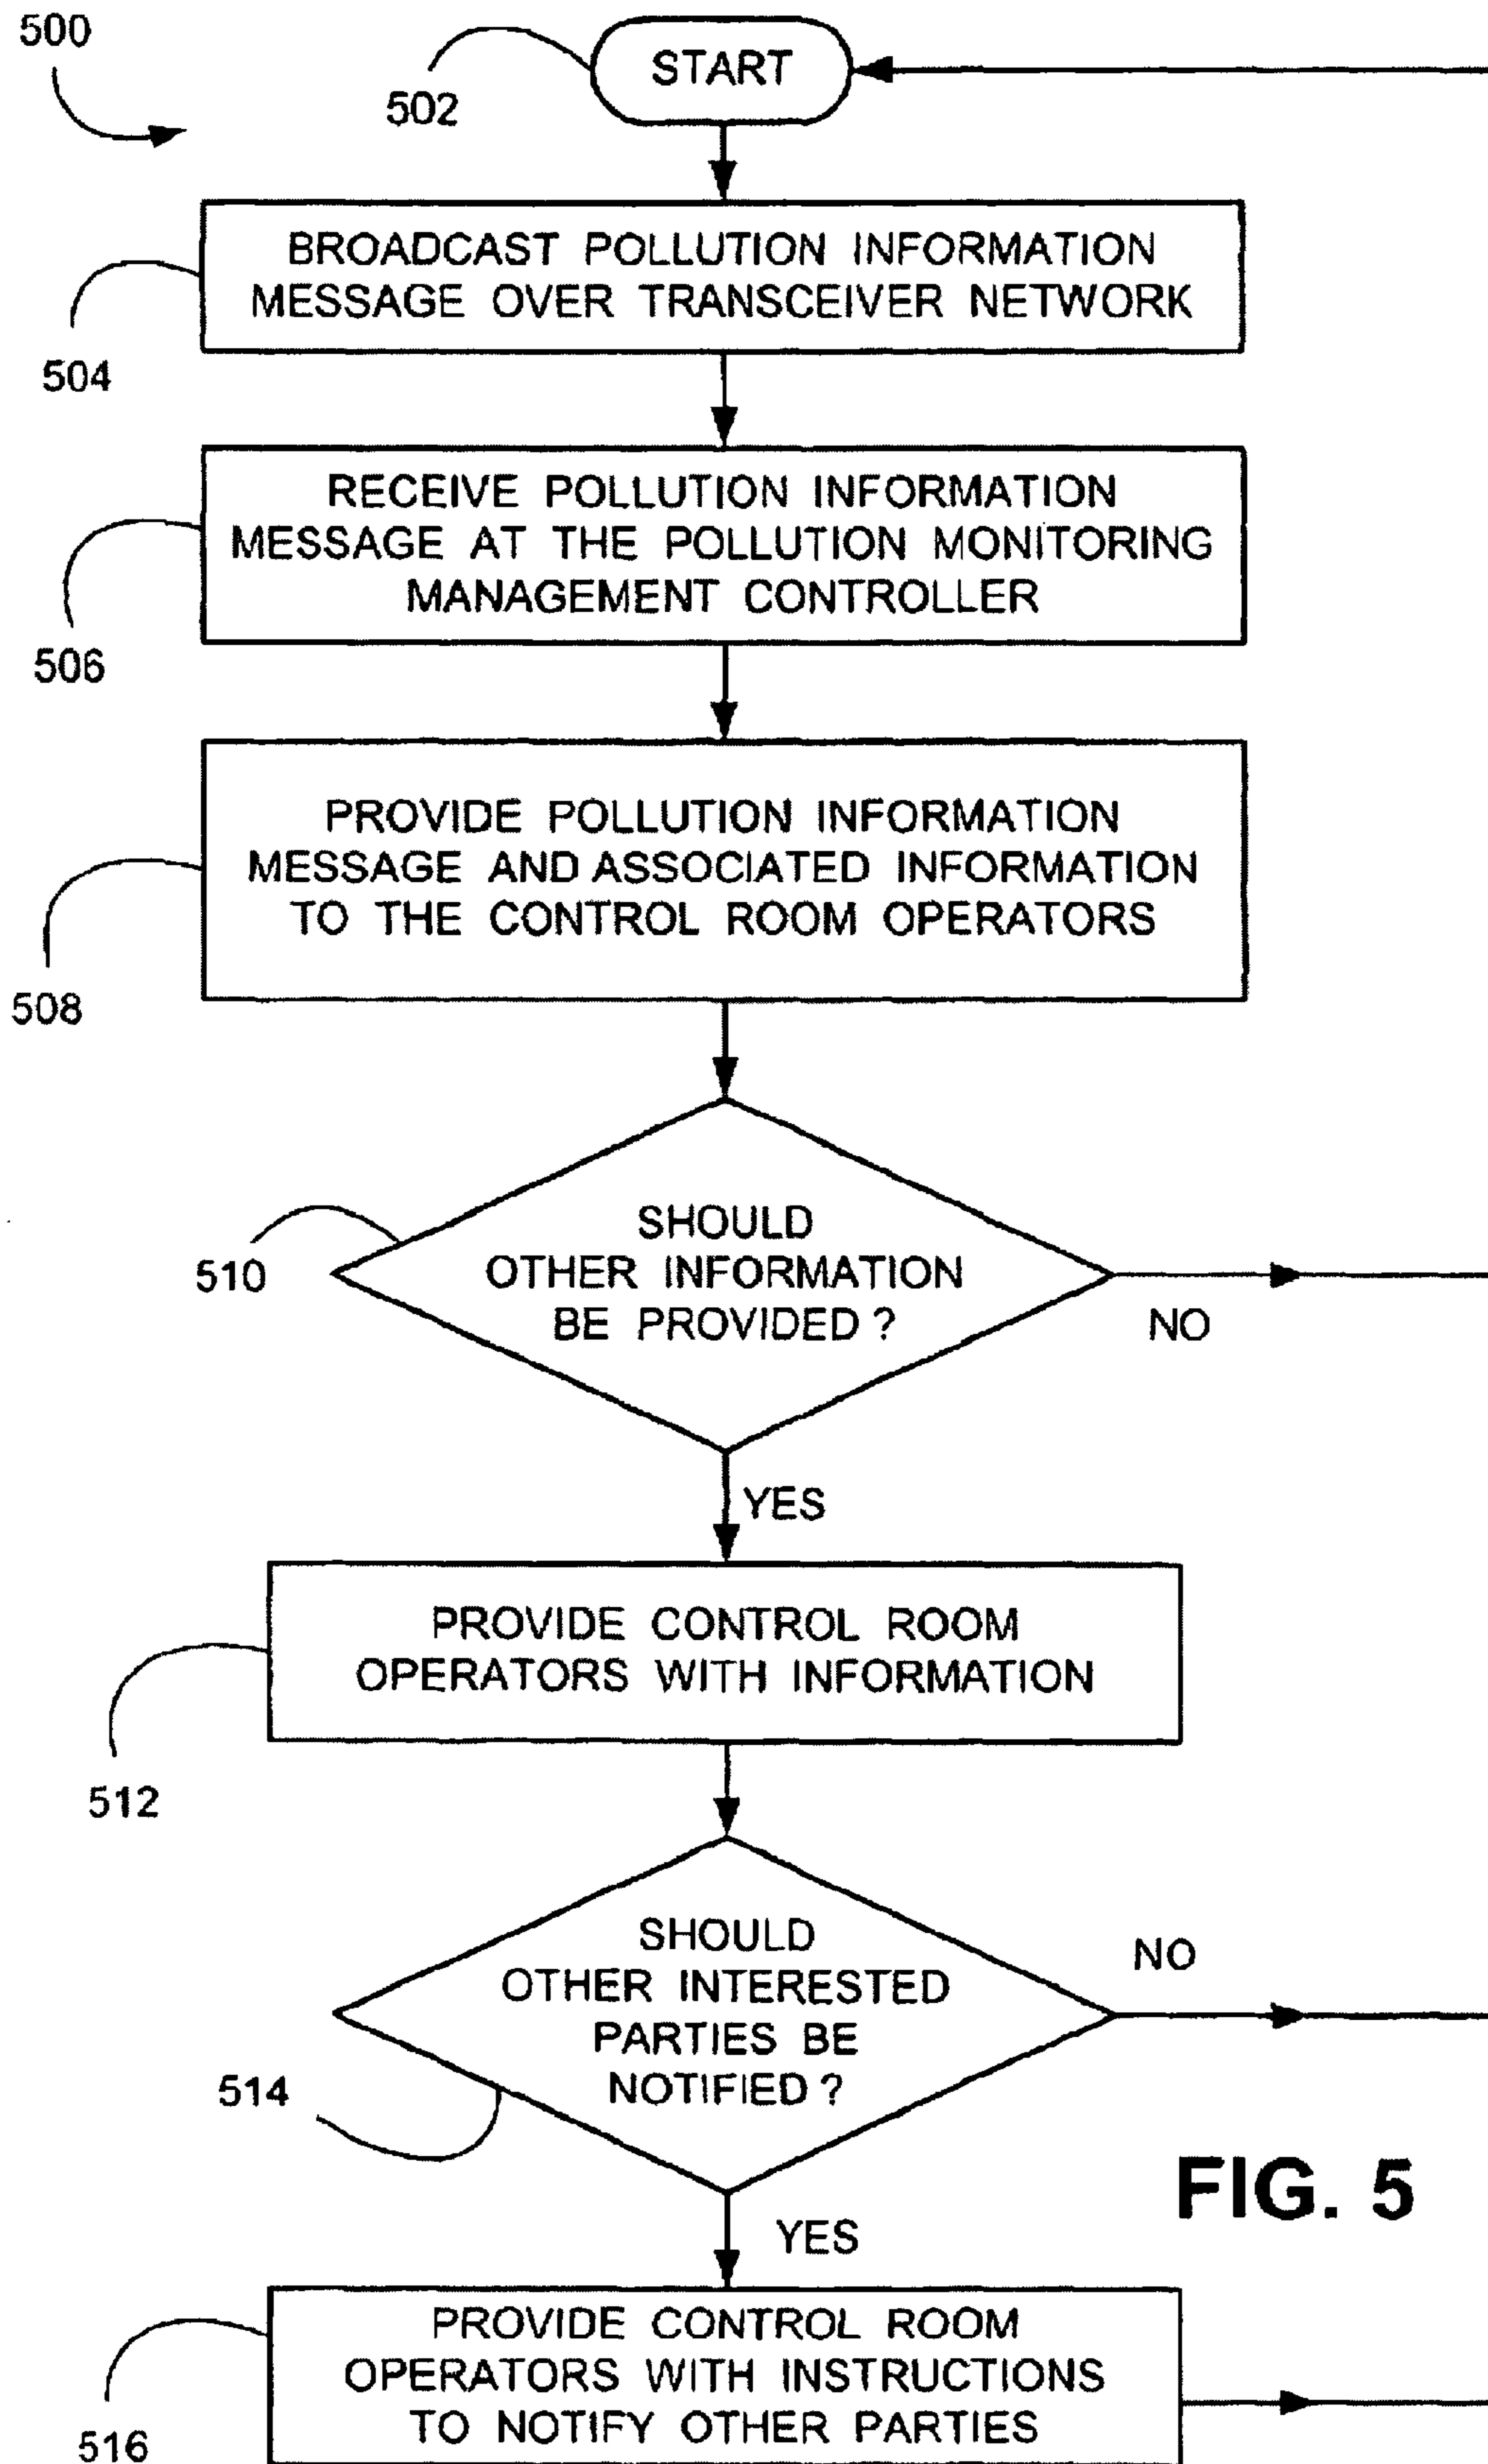 500
502
START
504
BROADCAST POLLUTION INFORMATION
MESSAGE OVER TRANSCEIVER NETWORK
506
RECEIVE POLLUTION INFORMATION
MESSAGE AT THE POLLUTION MONITORING
MANAGEMENT CONTROLLER
508
PROVIDE POLLUTION INFORMATION
MESSAGE AND ASSOCIATED INFORMATION
TO THE CONTROL ROOM OPERATORS
510
SHOULD
OTHER INFORMATION
BE PROVIDED ?
NO
YES
512
PROVIDE CONTROL ROOM
OPERATORS WITH INFORMATION
514
SHOULD
OTHER INTERESTED
PARTIES BE
NOTIFIED ?
NO
YES
FIG. 5
516
PROVIDE CONTROL ROOM
OPERATORS WITH INSTRUCTIONS
TO NOTIFY OTHER PARTIES